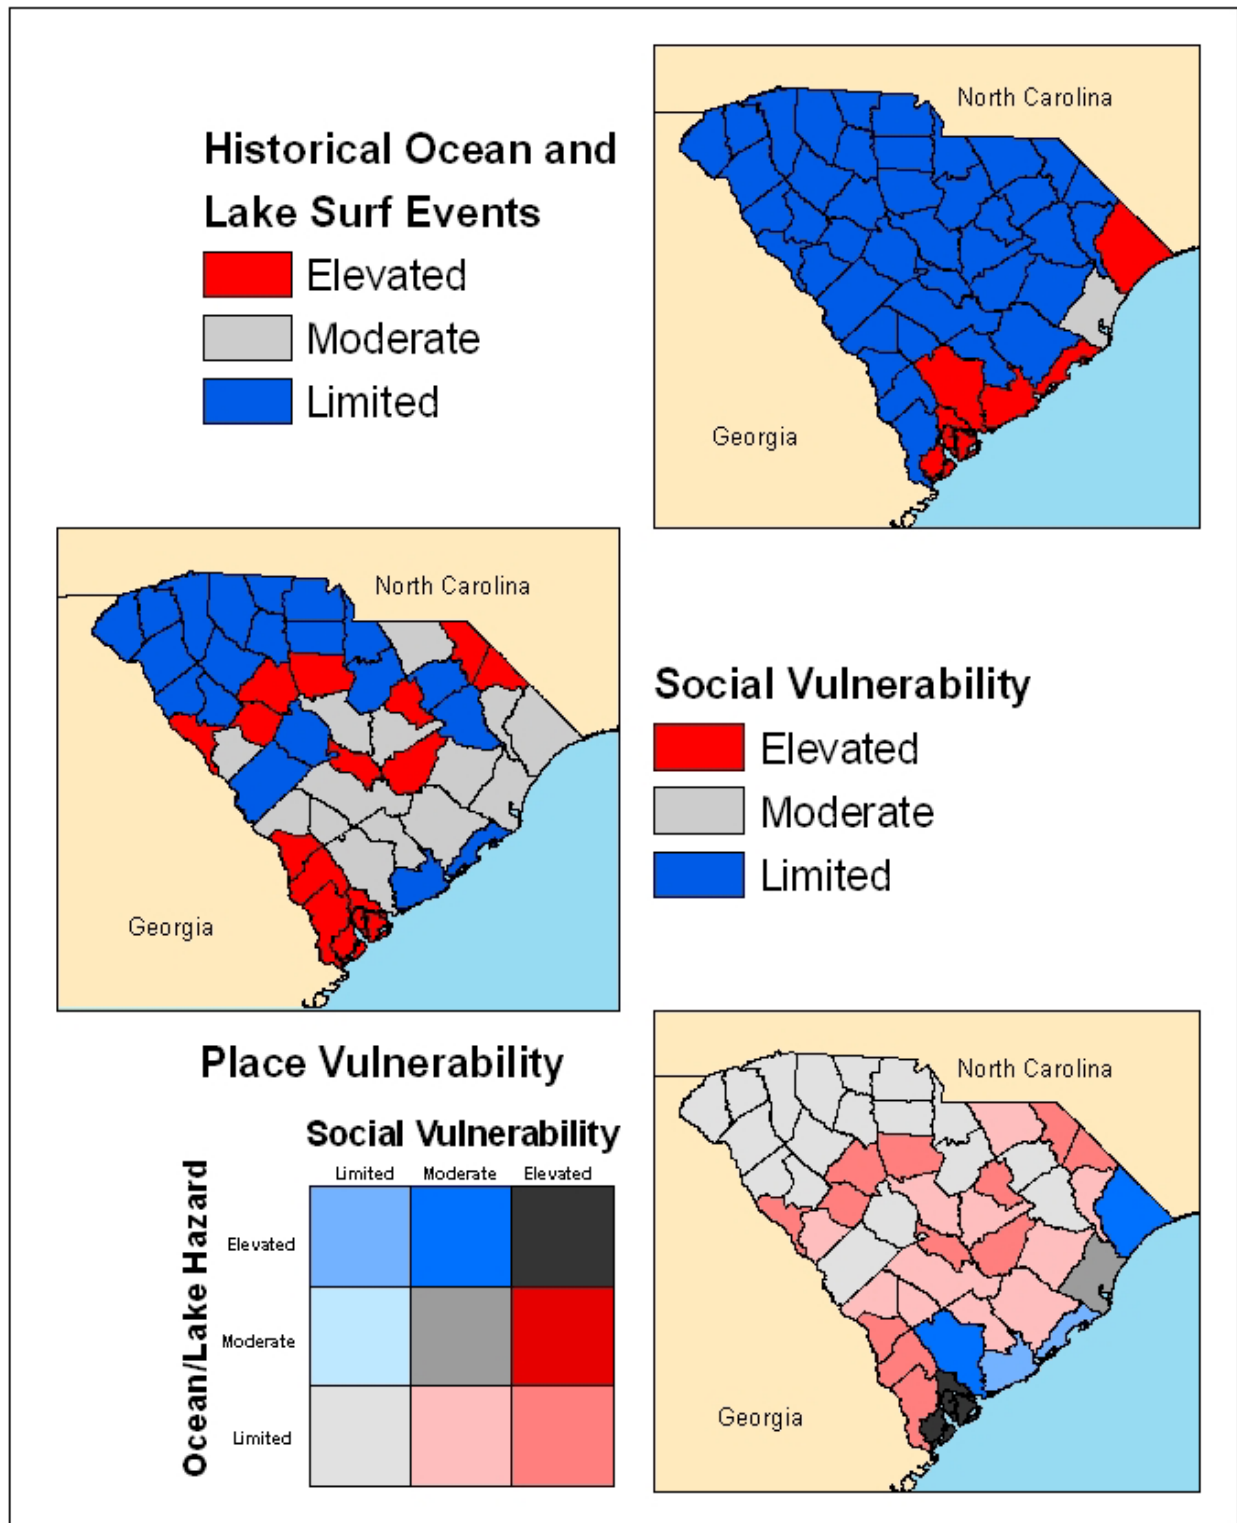 North Carolina
Historical Ocean and
Lake Surf Events
Elevated
Moderate
Limited
Georgia
North Carolina
Social Vulnerability
Elevated
Moderate
Limited
Georgia
Place Vulnerability
North Carolina
Social Vulnerability
Limited Moderate Elevated
Ocean/Lake Hazard
Elevated
Moderate
Limited
Georgia